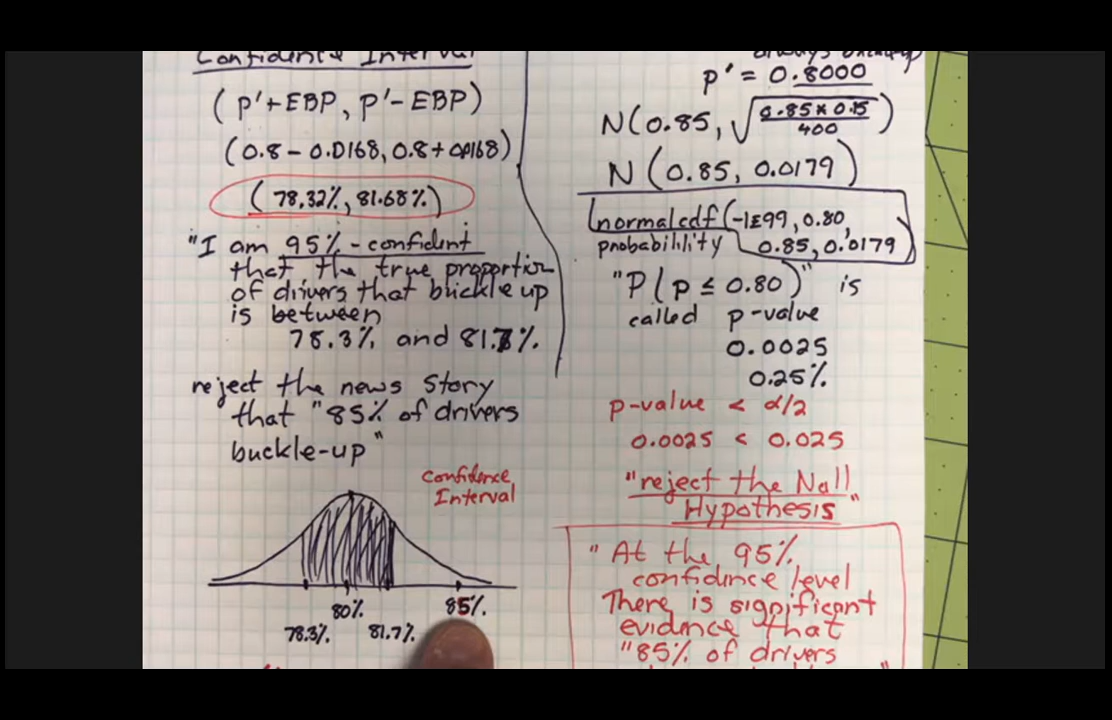 Confidence Interval
(p'+EBP, p'-EBP)
(0.8 - 0.0168, 0.8 + 0.0168)
(78.32%, 81.68%)
"I am 95% - confident
that the true proportion
of drivers that buckle up
is between
78.3% and 81.7%.
reject the news story
that "85% of drivers
buckle-up"
Confidence
Interval
80%
85%.
78.3%.
81.7%.
p' = 0.8000
N(0.85, √0.85 * 0.15
400 )
N (0.85, 0.0179)
normalcdf(-1E99, 0.80,
probabilility 0.85, 0.0179)
"P(p ≤ 0.80)" is
called p-value
0.0025
0.25%
p-value < α/2
0.0025 < 0.025
"reject the Null
Hypothesis"
"At the 95%
confidence level
There is significant
evidence that
"85% of drivers